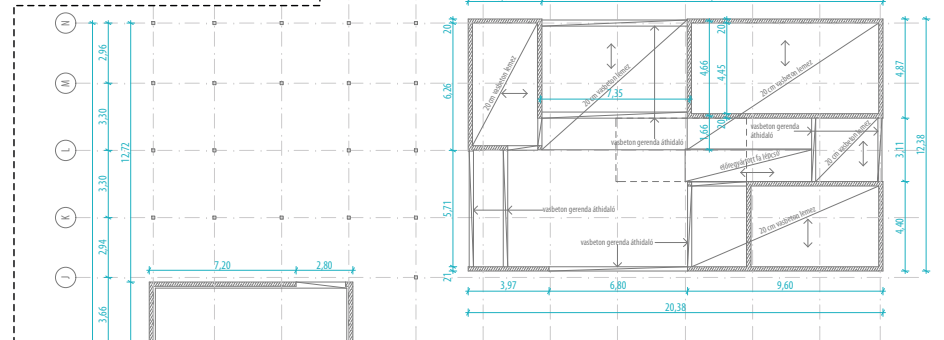 N
M
L
K
J
2,96
3,30
3,30
2,94
3,66
12,72
7,20
2,80
20
6,26
5,71
21
20 cm vasbeton lemez
20 cm vasbeton lemez
20 cm vasbeton lemez
7,35
4,66
20
4,45
20
1,66
vasbeton gerenda áthidaló
vasbeton gerenda
áthidaló
20 cm vasbeton lemez
előregyártott fa lépcső
vasbeton gerenda áthidaló
vasbeton gerenda áthidaló
20 cm vasbeton lemez
4,87
3,11
4,40
12,38
3,97
6,80
9,60
20,38